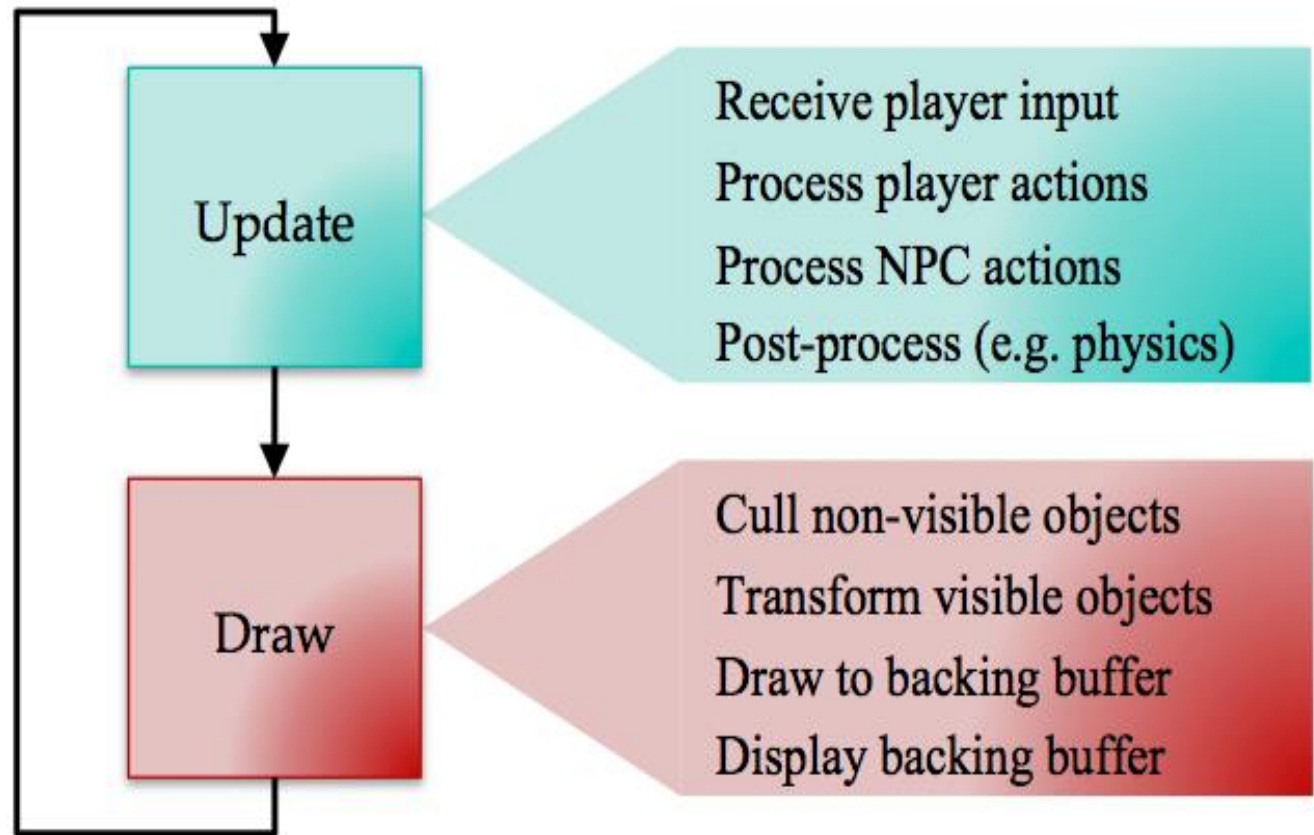 Update
Receive player input
Process player actions
Process NPC actions
Post-process (e.g. physics)
Draw
Cull non-visible objects
Transform visible objects
Draw to backing buffer
Display backing buffer